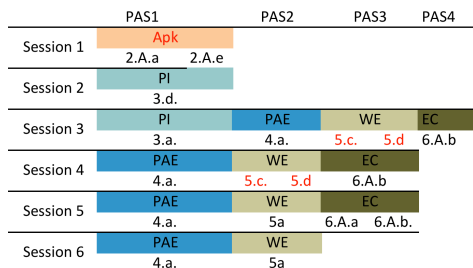 PAS1 PAS2 PAS3 PAS4
Session 1 Apk
2.A.a 2.A.e
Session 2 PI
3.d.
Session 3 PI PAE WE EC
3.a. 4.a. 5.c. 5.d 6.A.b
Session 4 PAE WE EC
4.a. 5.c. 5.d 6.A.b
Session 5 PAE WE EC
4.a. 5a 6.A.a 6.A.b.
Session 6 PAE WE
4.a. 5a